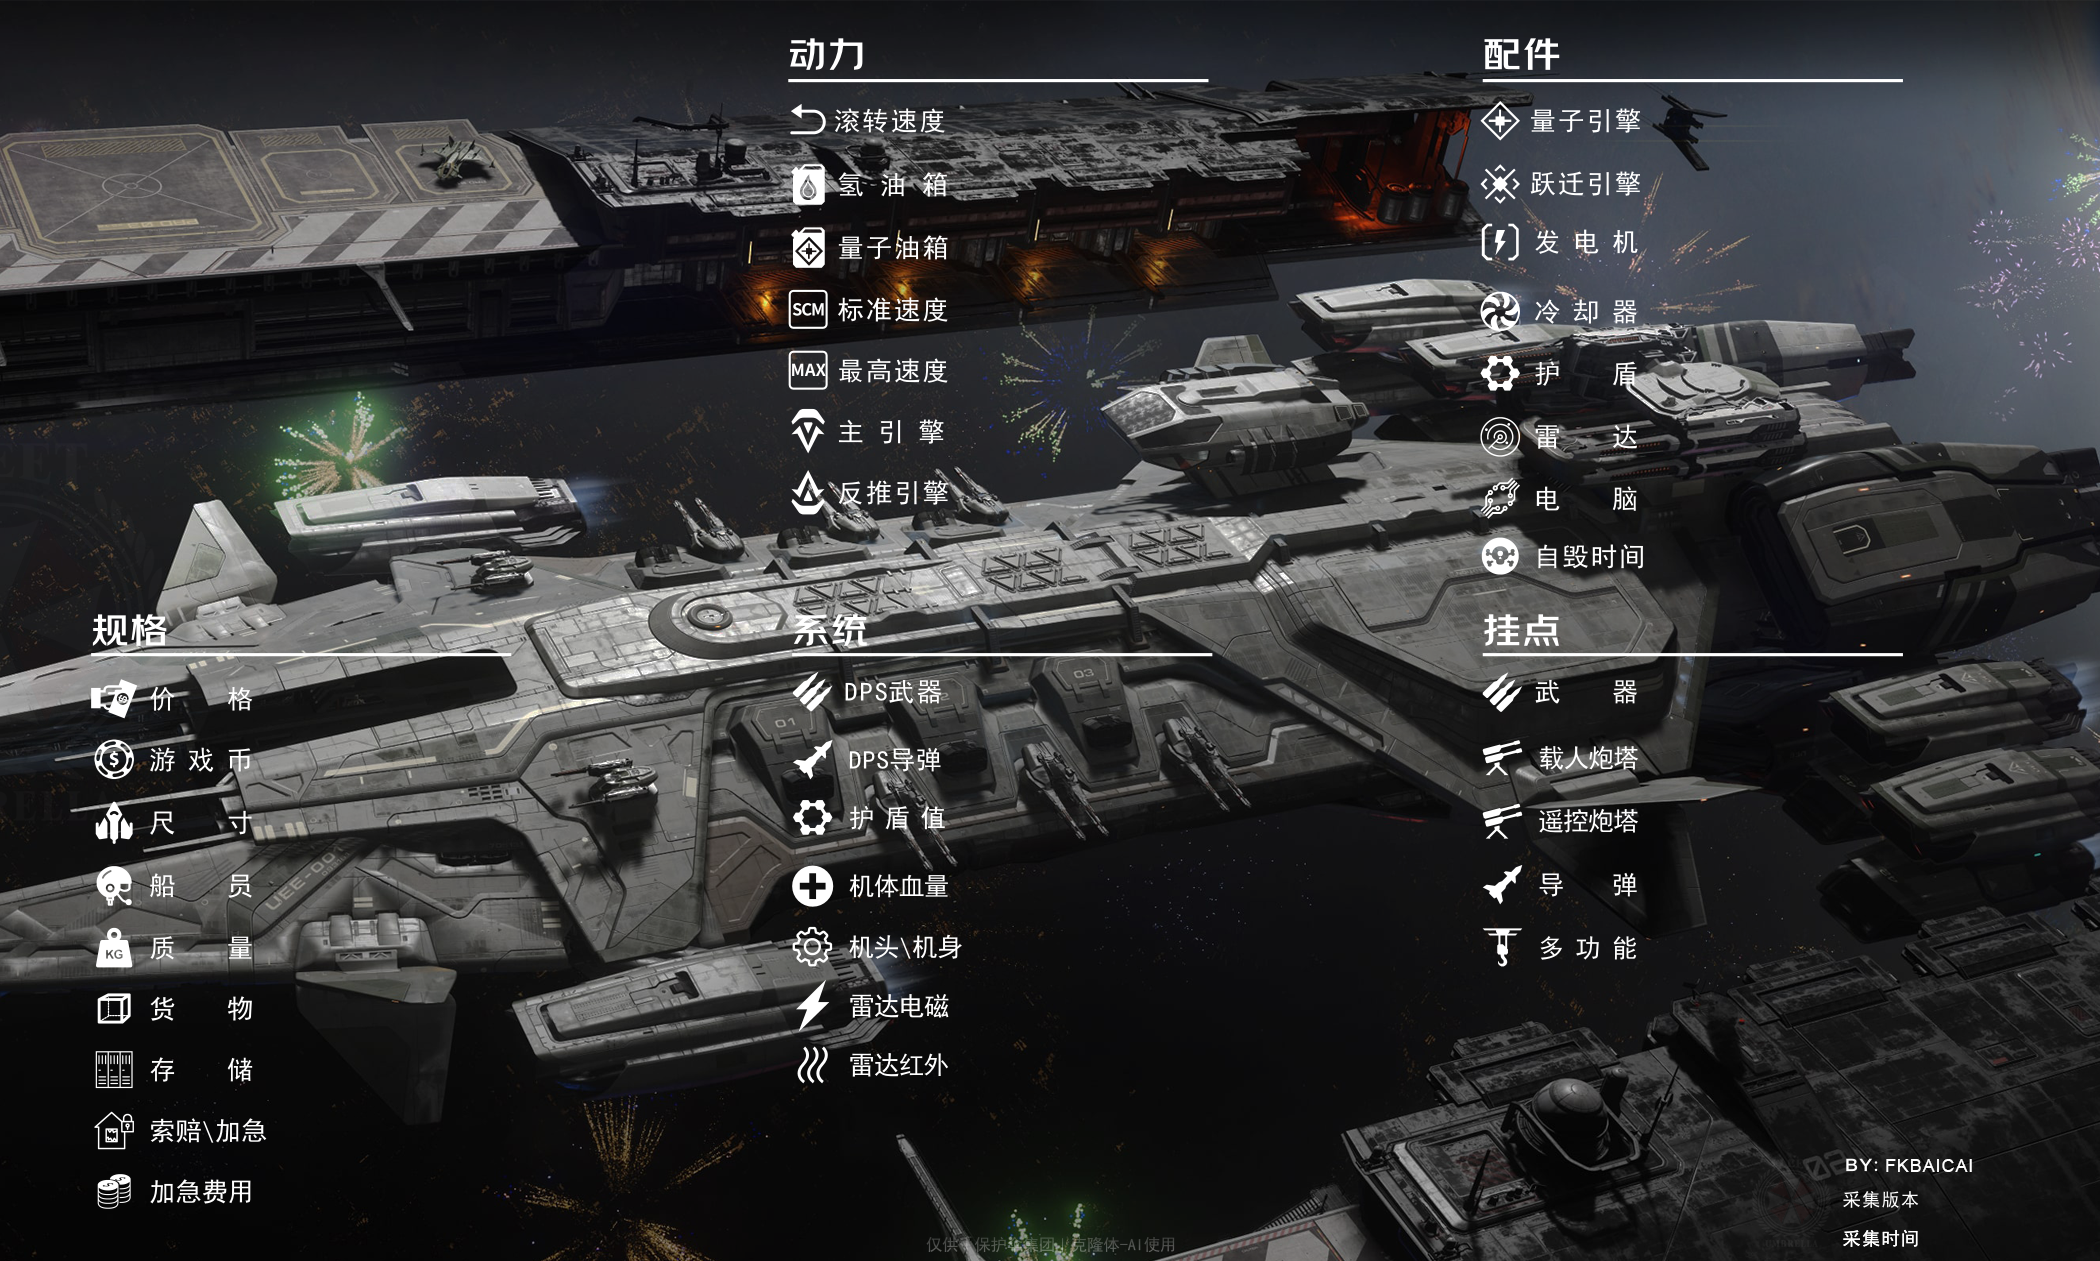 动力
滚转速度
氢油箱
量子油箱
SCM 标准速度
MAX 最高速度
主引擎
反推引擎
配件
量子引擎
跃迁引擎
发电机
冷却器
护盾
雷达
电脑
自毁时间
规格
价格
游戏币
尺寸
船员
KG 质量
货物
存储
索赔\加急
加急费用
系统
DPS武器
DPS导弹
护盾值
机体血量
机头\机身
雷达电磁
雷达红外
挂点
武器
载人炮塔
遥控炮塔
导弹
多功能
01
03
UEE-001
02
BY: FKBAICAI
采集版本
采集时间